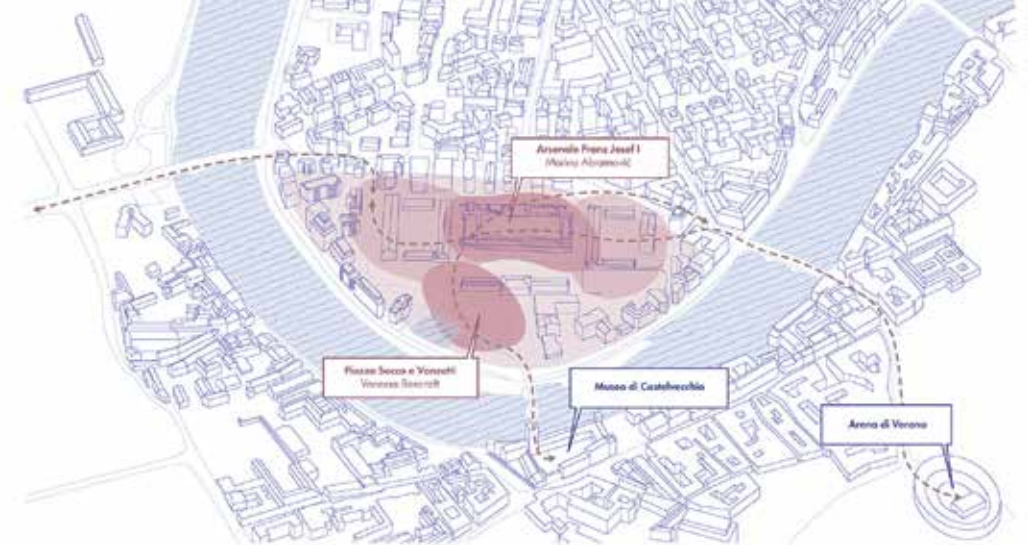 Arsenale Franz Josef I
Marina Abramović
Piazza Sacco e Vanzetti
Vanessa Beecroft
Museo di Castelvecchio
Arena di Verona